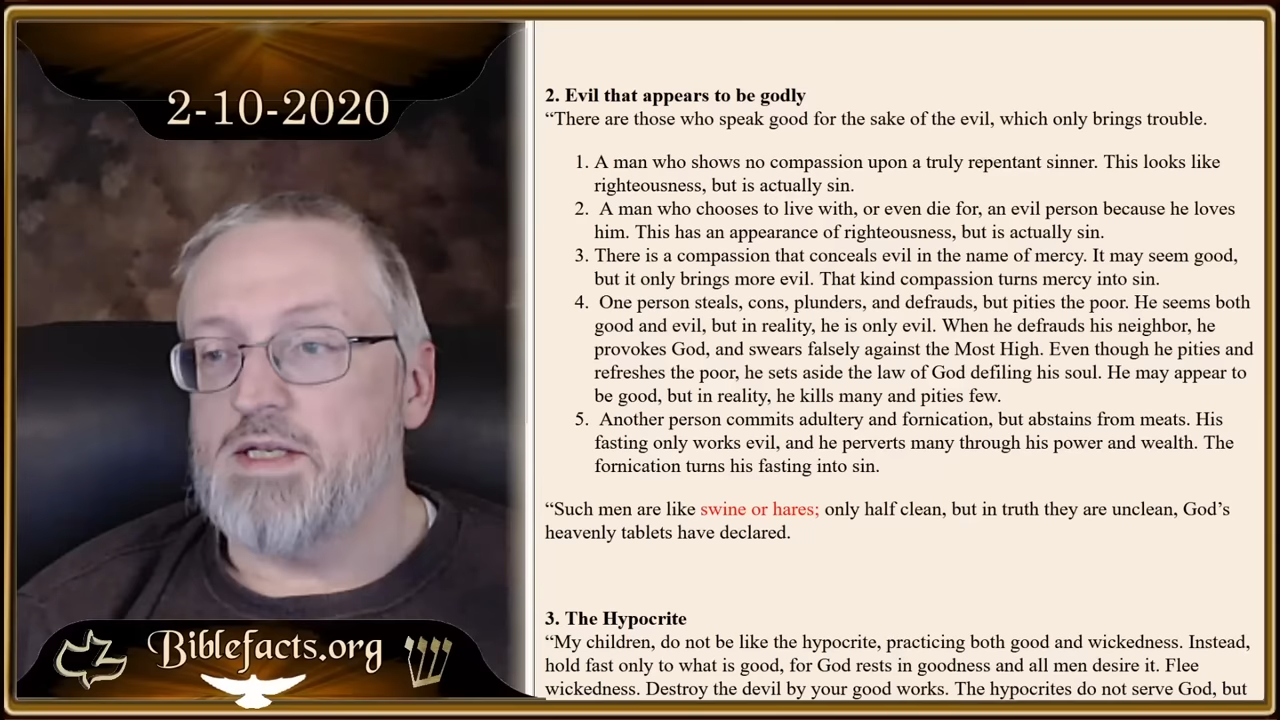 2-10-2020
Biblefacts.org
2. Evil that appears to be godly
“There are those who speak good for the sake of the evil, which only brings trouble.
1. A man who shows no compassion upon a truly repentant sinner. This looks like
righteousness, but is actually sin.
2. A man who chooses to live with, or even die for, an evil person because he loves
him. This has an appearance of righteousness, but is actually sin.
3. There is a compassion that conceals evil in the name of mercy. It may seem good,
but it only brings more evil. That kind compassion turns mercy into sin.
4. One person steals, cons, plunders, and defrauds, but pities the poor. He seems both
good and evil, but in reality, he is only evil. When he defrauds his neighbor, he
provokes God, and swears falsely against the Most High. Even though he pities and
refreshes the poor, he sets aside the law of God defiling his soul. He may appear to
be good, but in reality, he kills many and pities few.
5. Another person commits adultery and fornication, but abstains from meats. His
fasting only works evil, and he perverts many through his power and wealth. The
fornication turns his fasting into sin.
“Such men are like swine or hares; only half clean, but in truth they are unclean, God’s
heavenly tablets have declared.
3. The Hypocrite
“My children, do not be like the hypocrite, practicing both good and wickedness. Instead,
hold fast only to what is good, for God rests in goodness and all men desire it. Flee
wickedness. Destroy the devil by your good works. The hypocrites do not serve God, but